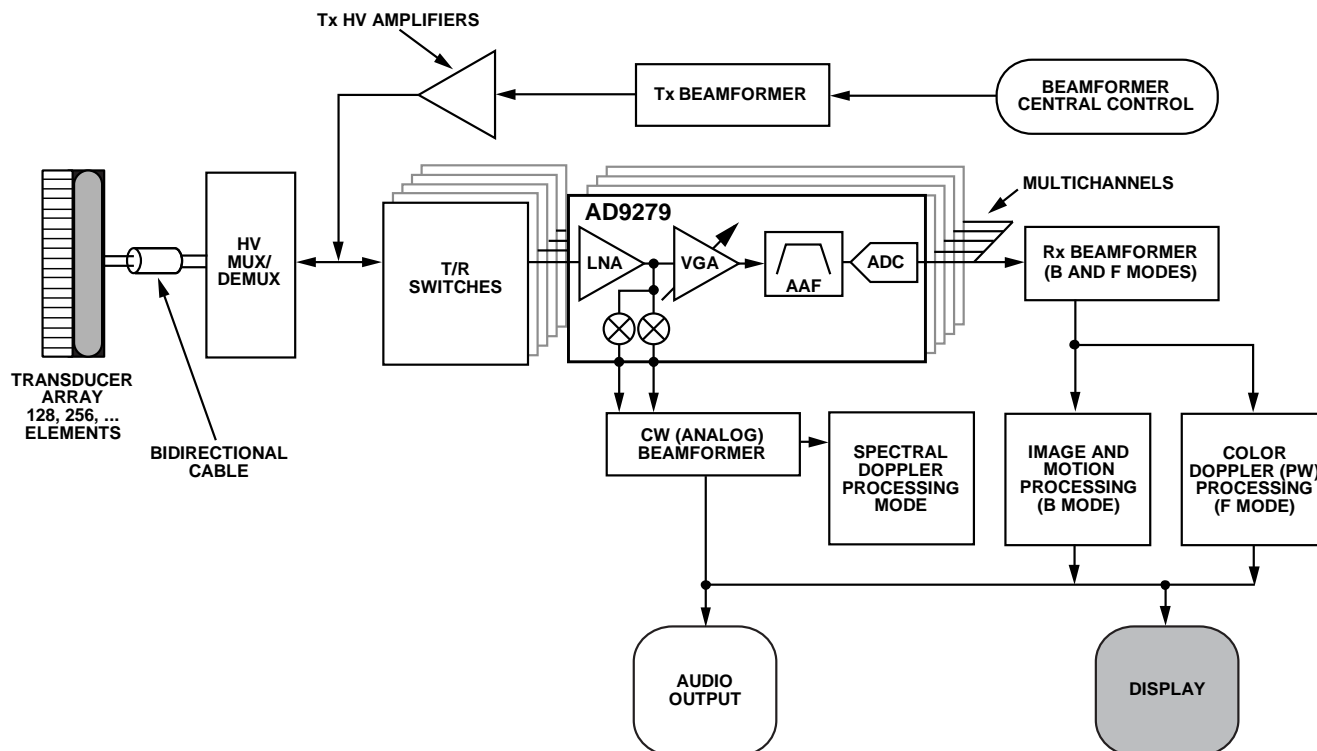 Tx HV AMPLIFIERS
Tx BEAMFORMER
BEAMFORMER
CENTRAL CONTROL
MULTICHANNELS
AD9279
HV
MUX/
DEMUX
T/R
SWITCHES
LNA
VGA
AAF
ADC
Rx BEAMFORMER
(B AND F MODES)
TRANSDUCER
ARRAY
128, 256, ...
ELEMENTS
BIDIRECTIONAL
CABLE
CW (ANALOG)
BEAMFORMER
SPECTRAL
DOPPLER
PROCESSING
MODE
IMAGE AND
MOTION
PROCESSING
(B MODE)
COLOR
DOPPLER (PW)
PROCESSING
(F MODE)
AUDIO
OUTPUT
DISPLAY